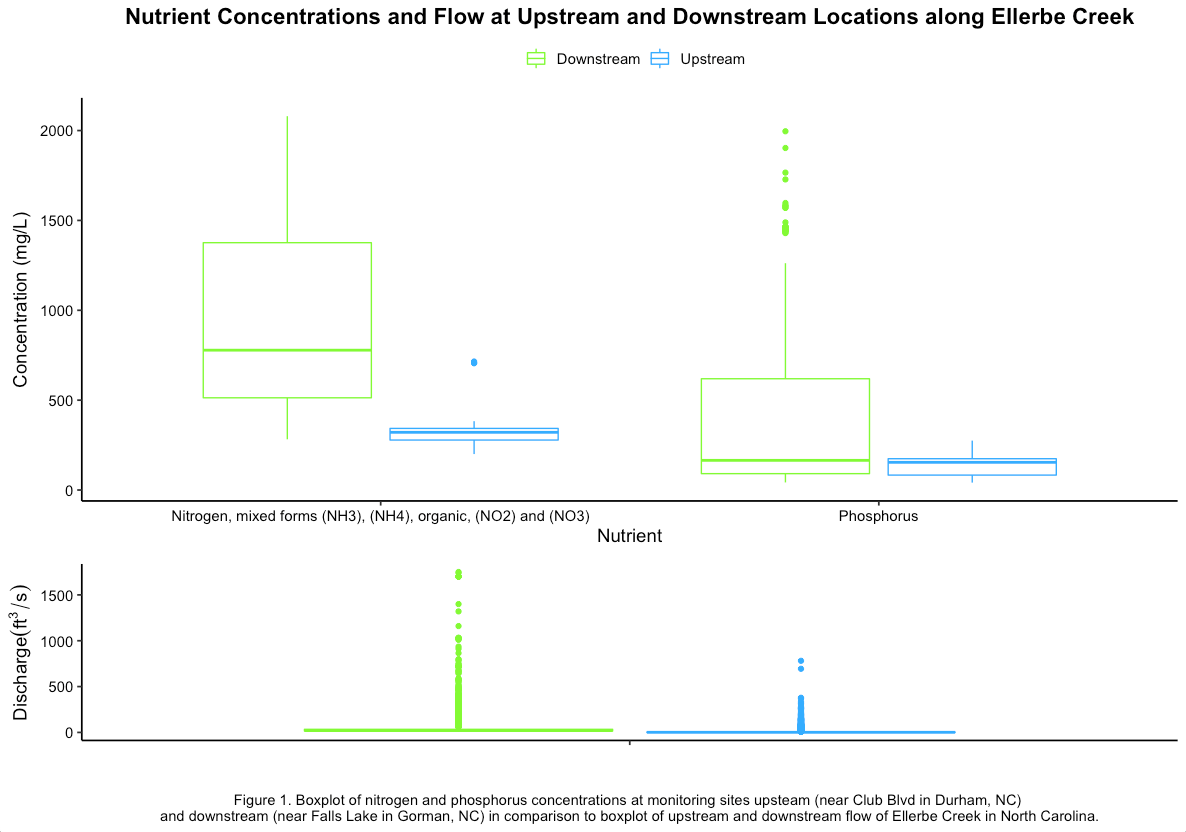 Nutrient Concentrations and Flow at Upstream and Downstream Locations along Ellerbe Creek
Downstream Upstream
Concentration (mg/L)
2000
1500
1000
500
0
Nitrogen, mixed forms (NH3), (NH4), organic, (NO2) and (NO3) Phosphorus
Nutrient
Discharge(ft³/s)
1500
1000
500
0
Figure 1. Boxplot of nitrogen and phosphorus concentrations at monitoring sites upsteam (near Club Blvd in Durham, NC)
and downstream (near Falls Lake in Gorman, NC) in comparison to boxplot of upstream and downstream flow of Ellerbe Creek in North Carolina.